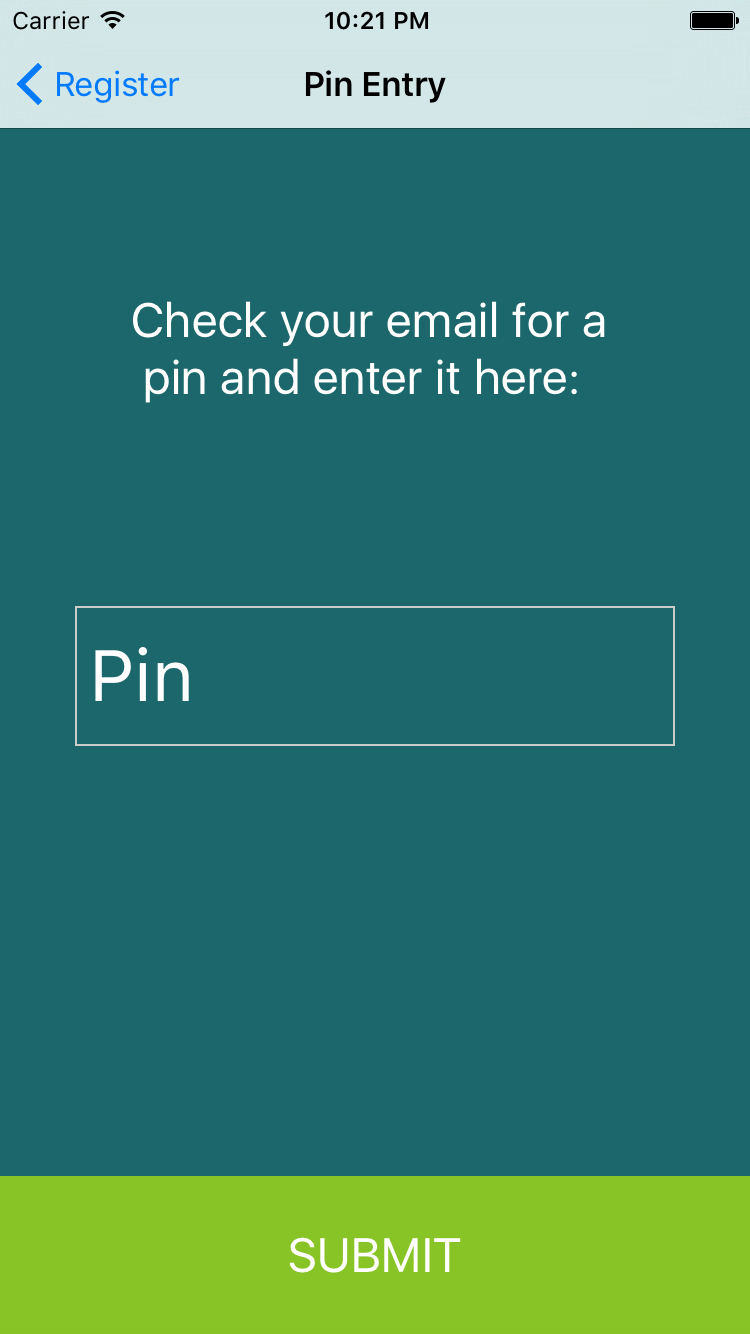 Carrier 10:21 PM
Register Pin Entry
Check your email for a
pin and enter it here:
Pin
SUBMIT